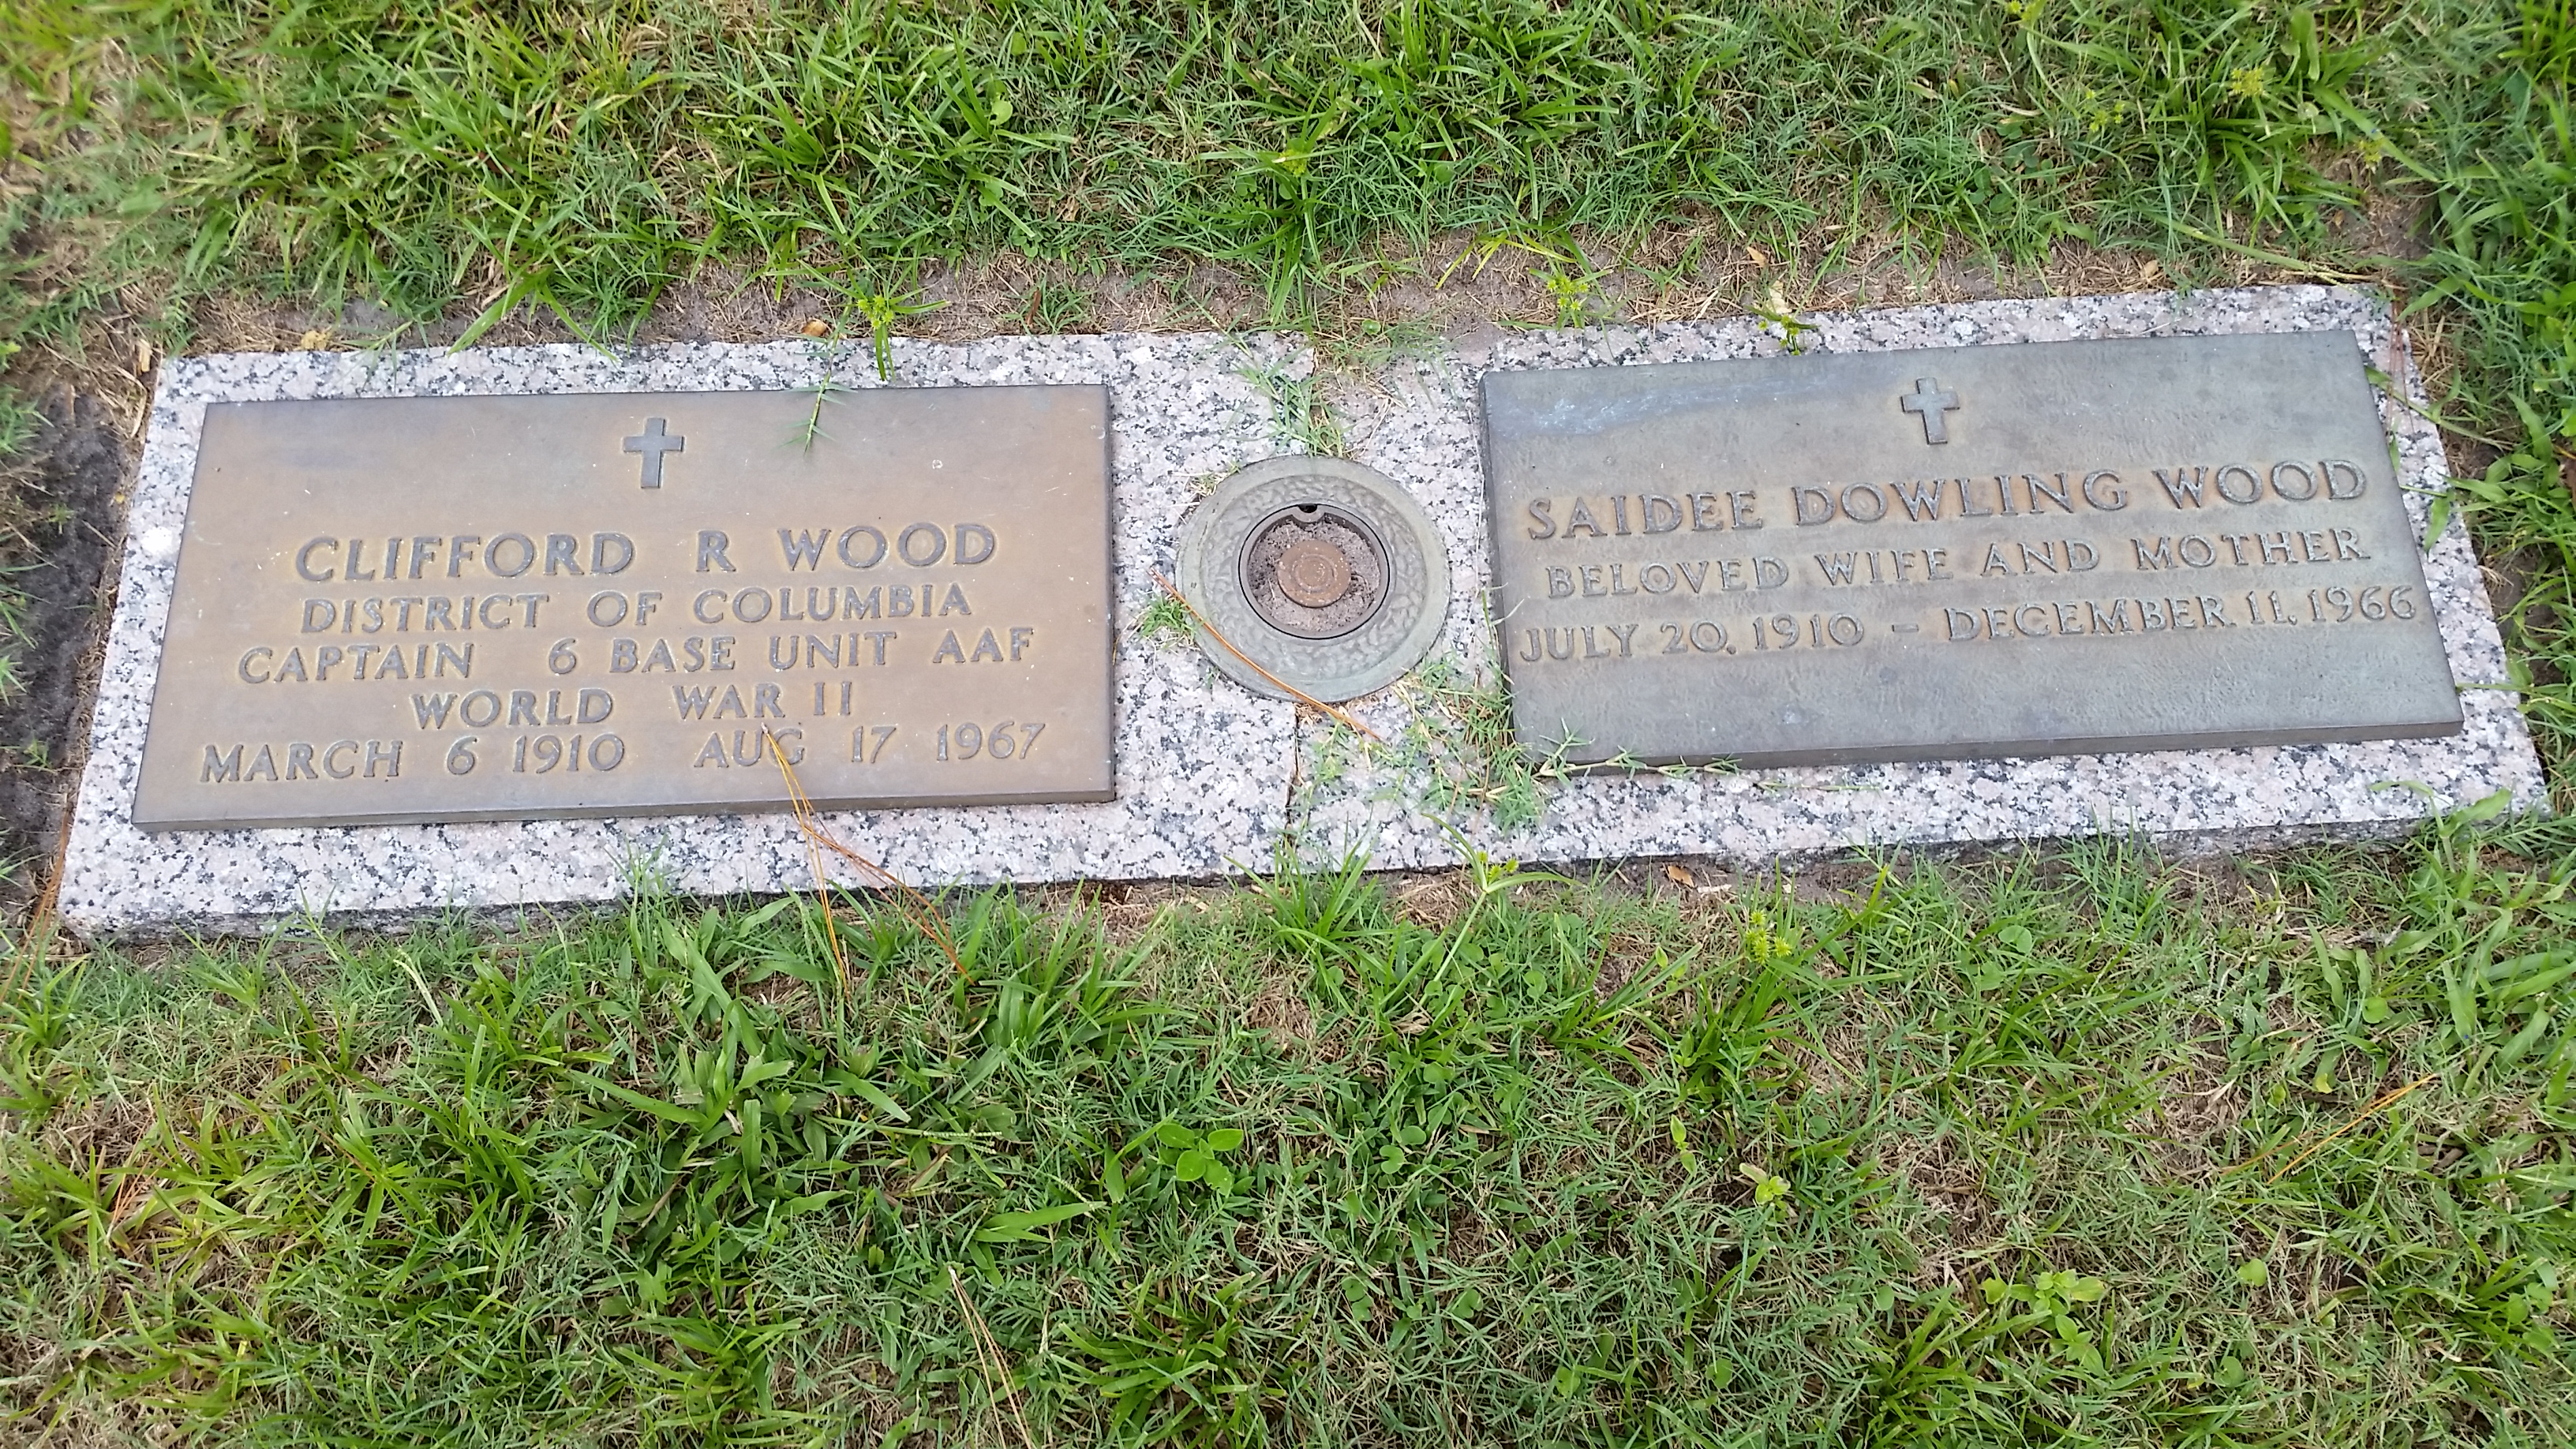 CLIFFORD R WOOD
DISTRICT OF COLUMBIA
CAPTAIN 6 BASE UNIT AAF
WORLD WAR II
MARCH 6 1910 AUG 17 1967
SAIDEE DOWLING WOOD
BELOVED WIFE AND MOTHER
JULY 20, 1910 – DECEMBER 11, 1966